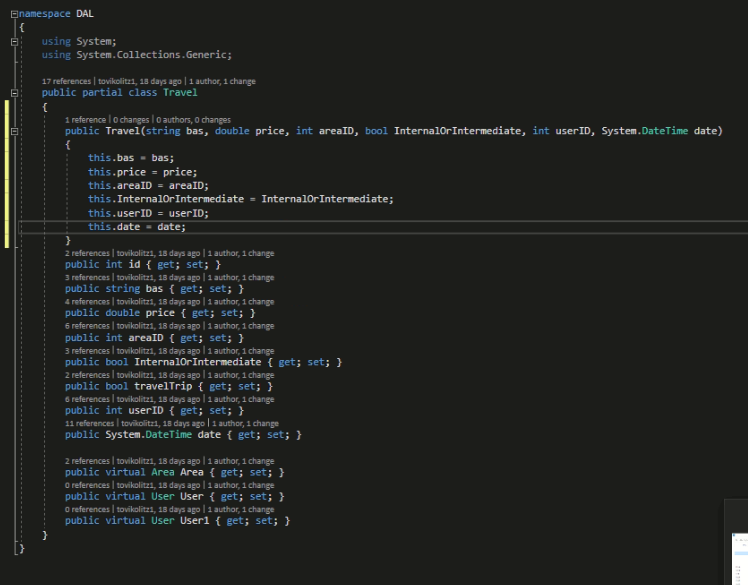 namespace DAL
{
using System;
using System.Collections.Generic;
17 references | tovikolitz1, 18 days ago | 1 author, 1 change
public partial class Travel
{
1 reference | 0 changes | 0 authors, 0 changes
public Travel(string bas, double price, int areaID, bool InternalOrIntermediate, int userID, System.DateTime date)
{
this.bas = bas;
this.price = price;
this.areaID = areaID;
this.InternalOrIntermediate = InternalOrIntermediate;
this.userID = userID;
this.date = date;
}
2 references | tovikolitz1, 18 days ago | 1 author, 1 change
public int id { get; set; }
3 references | tovikolitz1, 18 days ago | 1 author, 1 change
public string bas { get; set; }
4 references | tovikolitz1, 18 days ago | 1 author, 1 change
public double price { get; set; }
6 references | tovikolitz1, 18 days ago | 1 author, 1 change
public int areaID { get; set; }
3 references | tovikolitz1, 18 days ago | 1 author, 1 change
public bool InternalOrIntermediate { get; set; }
2 references | tovikolitz1, 18 days ago | 1 author, 1 change
public bool travelTrip { get; set; }
6 references | tovikolitz1, 18 days ago | 1 author, 1 change
public int userID { get; set; }
11 references | tovikolitz1, 18 days ago | 1 author, 1 change
public System.DateTime date { get; set; }
2 references | tovikolitz1, 18 days ago | 1 author, 1 change
public virtual Area Area { get; set; }
0 references | tovikolitz1, 18 days ago | 1 author, 1 change
public virtual User User { get; set; }
0 references | tovikolitz1, 18 days ago | 1 author, 1 change
public virtual User User1 { get; set; }
}
}